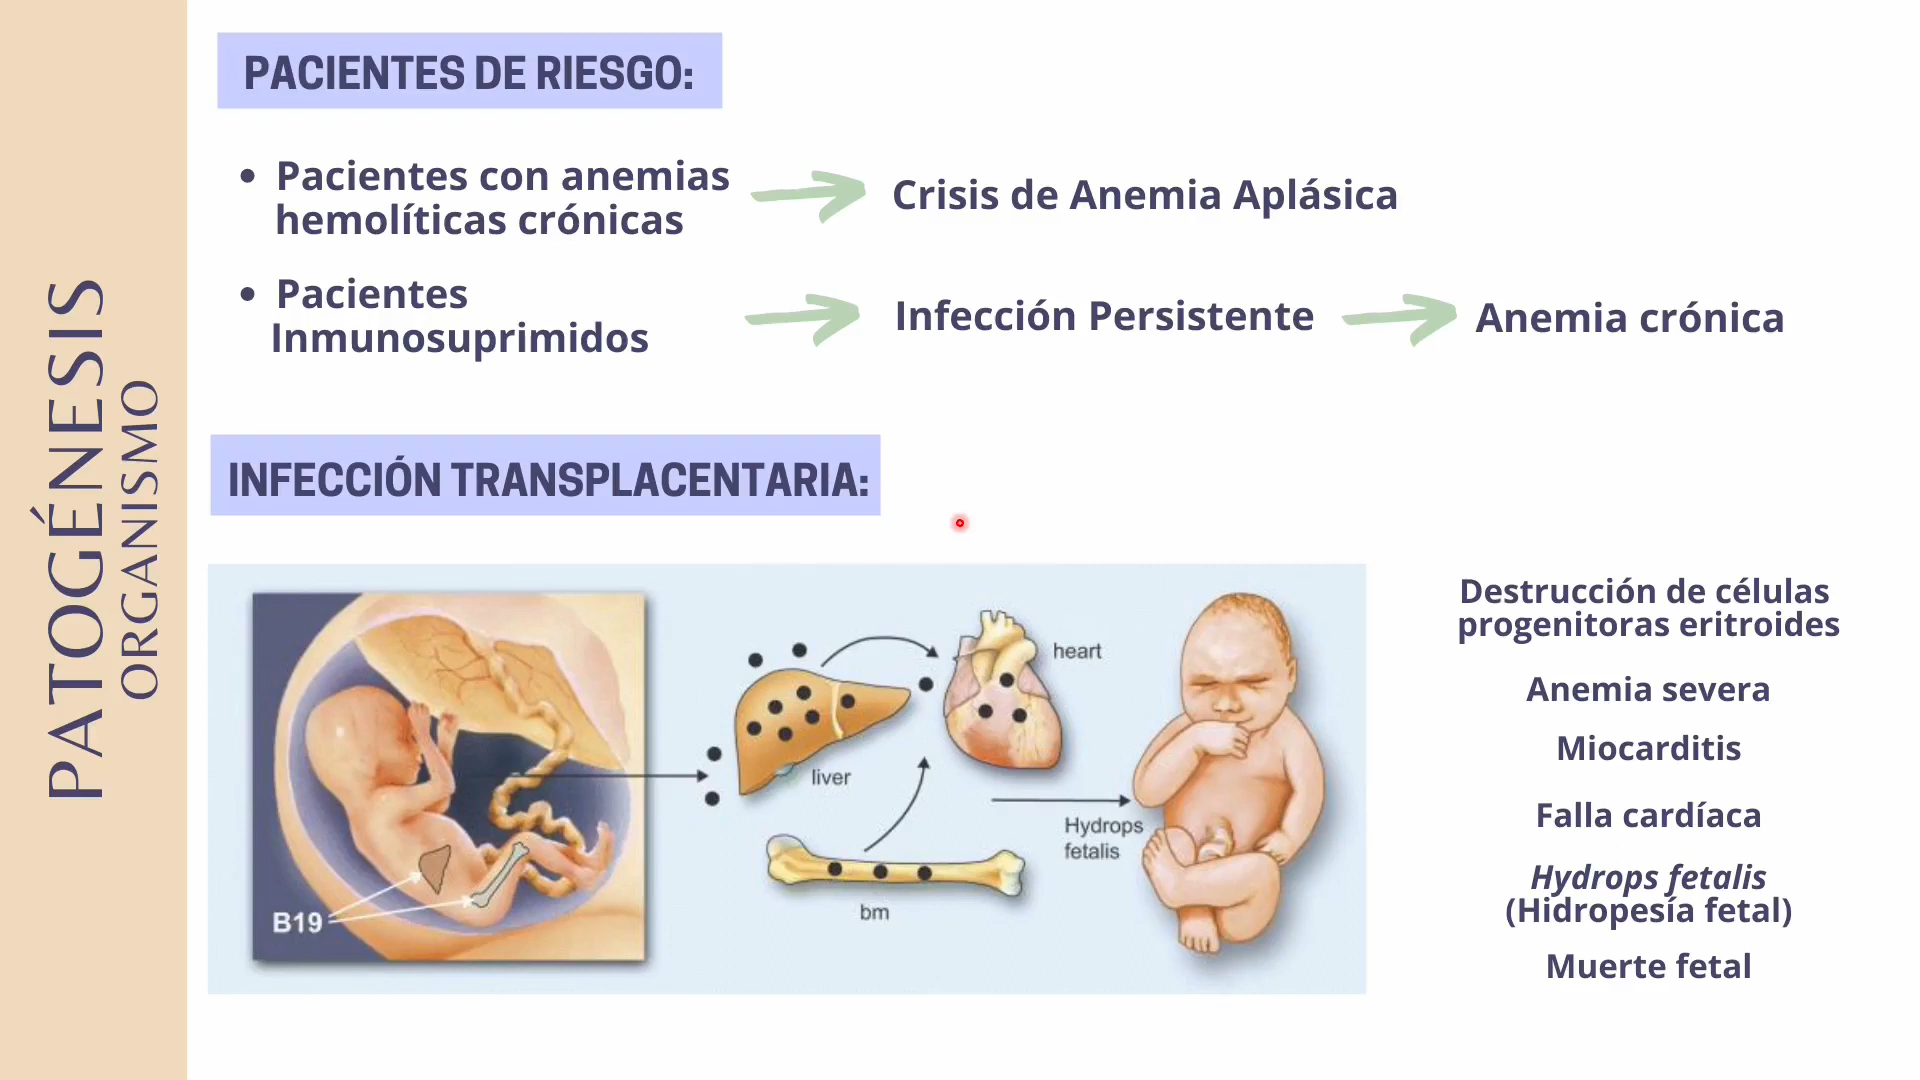 PATOGÉNESIS
ORGANISMO
PACIENTES DE RIESGO:
• Pacientes con anemias
hemolíticas crónicas
Crisis de Anemia Aplásica
• Pacientes
Inmunosuprimidos
Infección Persistente
Anemia crónica
INFECCIÓN TRANSPLACENTARIA:
B19
liver
heart
bm
Hydrops
fetalis
Destrucción de células
progenitoras eritroides
Anemia severa
Miocarditis
Falla cardíaca
Hydrops fetalis
(Hidropesía fetal)
Muerte fetal